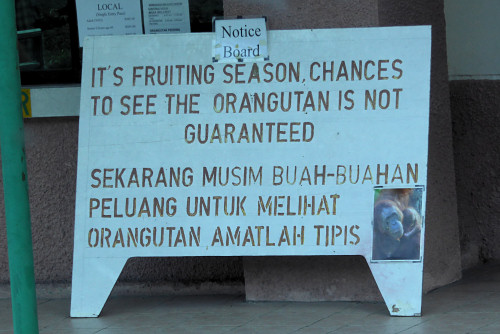 LOCAL
Notice
Board
IT'S FRUITING SEASON, CHANCES
TO SEE THE ORANGUTAN IS NOT
GUARANTEED
SEKARANG MUSIM BUAH-BUAHAN
PELUANG UNTUK MELIHAT
ORANGUTAN, AMATLAH TIPIS